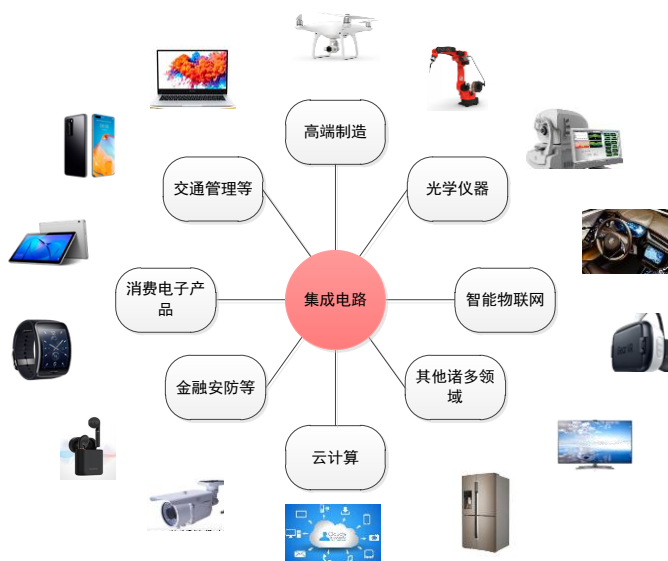 高端制造
交通管理等
光学仪器
消费电子产
品
集成电路
智能物联网
金融安防等
其他诸多领
域
云计算